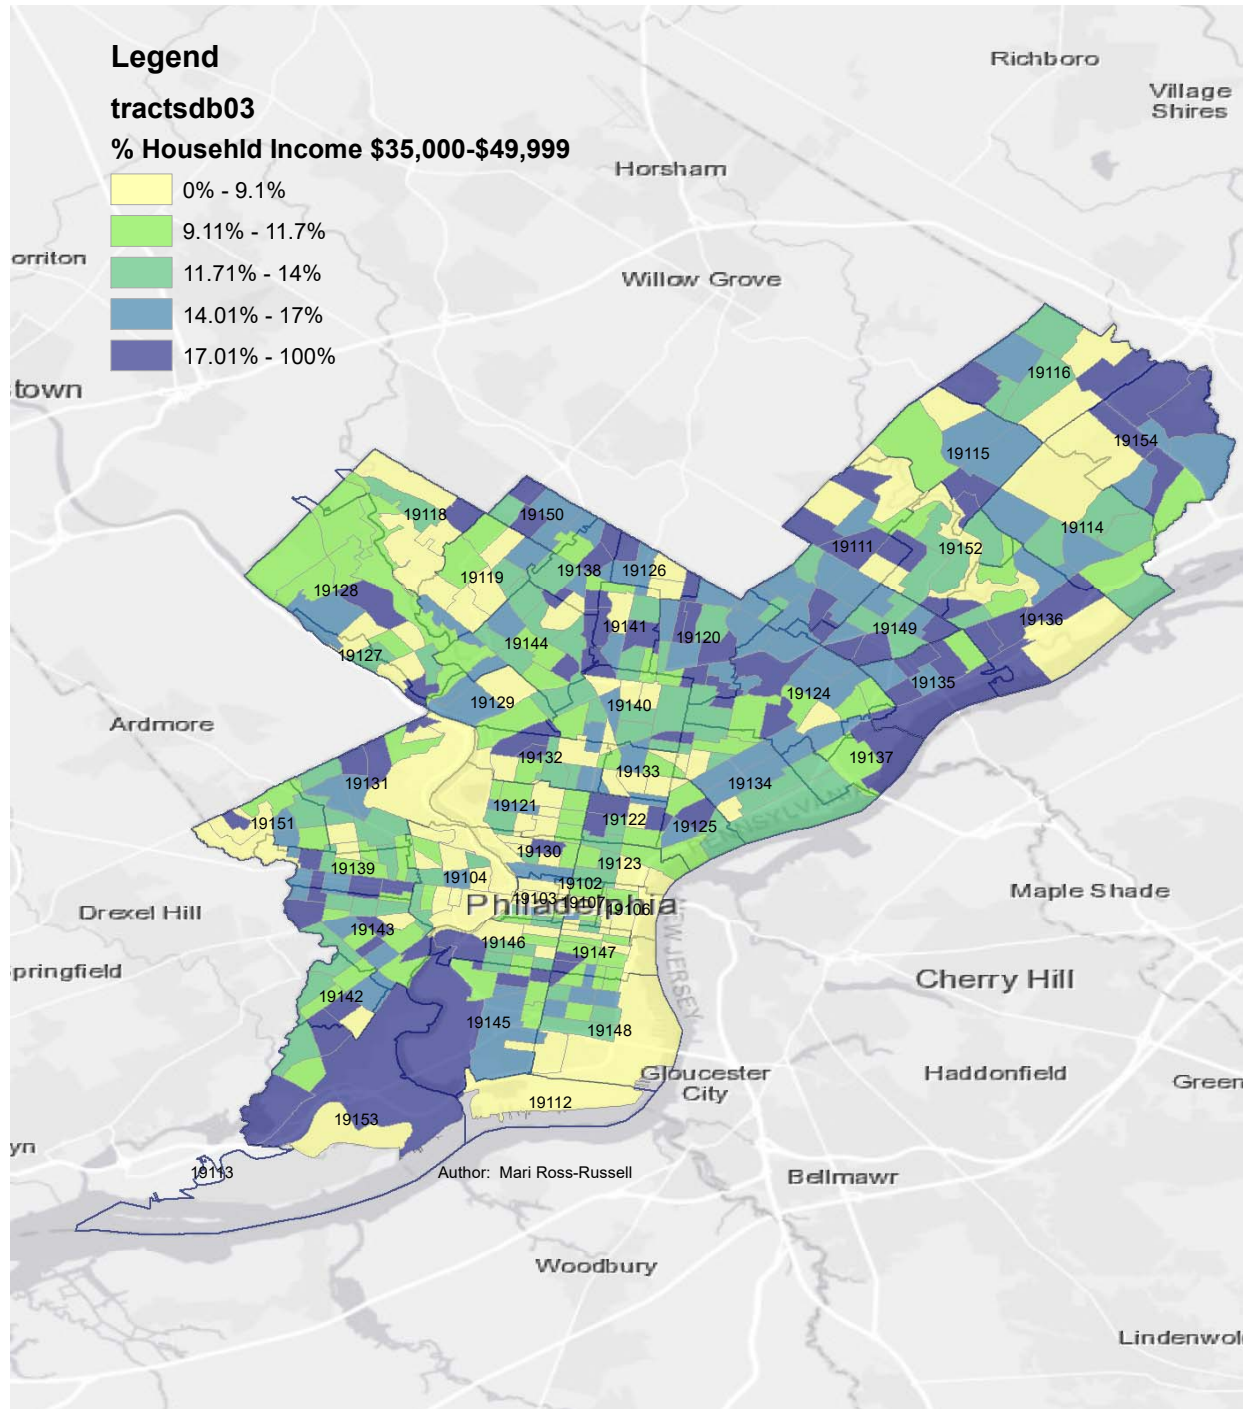 Legend
tractsdb03
% Househld Income $35,000-$49,999
0% - 9.1%
9.11% - 11.7%
11.71% - 14%
14.01% - 17%
17.01% - 100%
Richboro
Village
Shires
Horsham
orriton
Willow Grove
town
19116
19154
19115
19118
19150
19114
19111
19152
19138
19126
19119
19128
19136
19141
19149
19120
19144
19127
19135
19124
19129
19140
Ardmore
19132
19137
19133
19131
19134
19121
19122
19151
19125
19130
19123
19139
19104
19102
Maple Shade
19103
19107
Philadelphia
19106
Drexel Hill
19143
19146
19147
NEW JERSEY
PENNSYLVANIA
pringfield
Cherry Hill
19142
19145
19148
Gloucester
City
Haddonfield
Green
19112
19153
yn
19113
Author:  Mari Ross-Russell
Bellmawr
Woodbury
Lindenwol